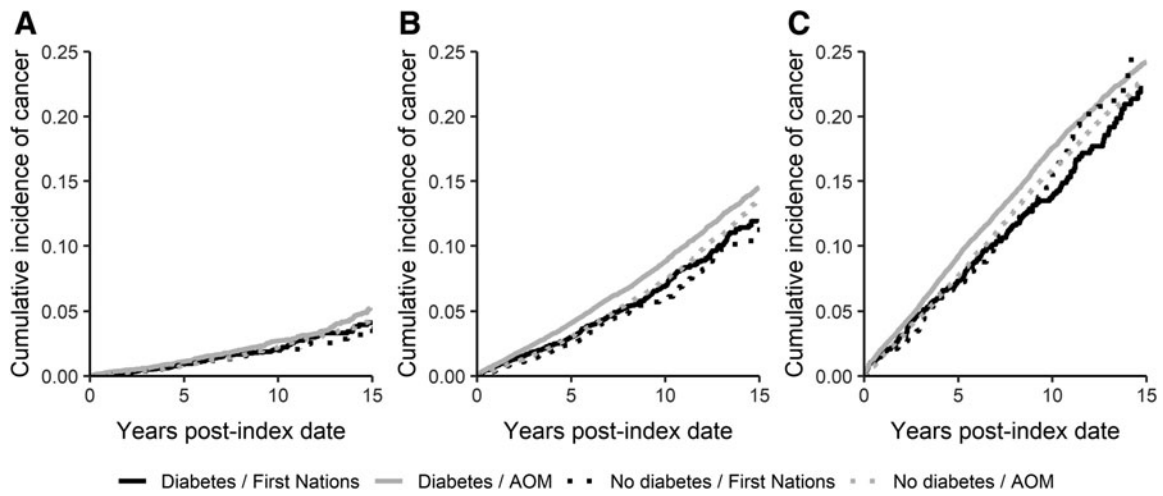 A
Cumulative incidence of cancer
0.25
0.20
0.15
0.10
0.05
0.00
0 5 10 15
Years post-index date
B
Cumulative incidence of cancer
0.25
0.20
0.15
0.10
0.05
0.00
0 5 10 15
Years post-index date
C
Cumulative incidence of cancer
0.25
0.20
0.15
0.10
0.05
0.00
0 5 10 15
Years post-index date
Diabetes / First Nations Diabetes / AOM No diabetes / First Nations No diabetes / AOM